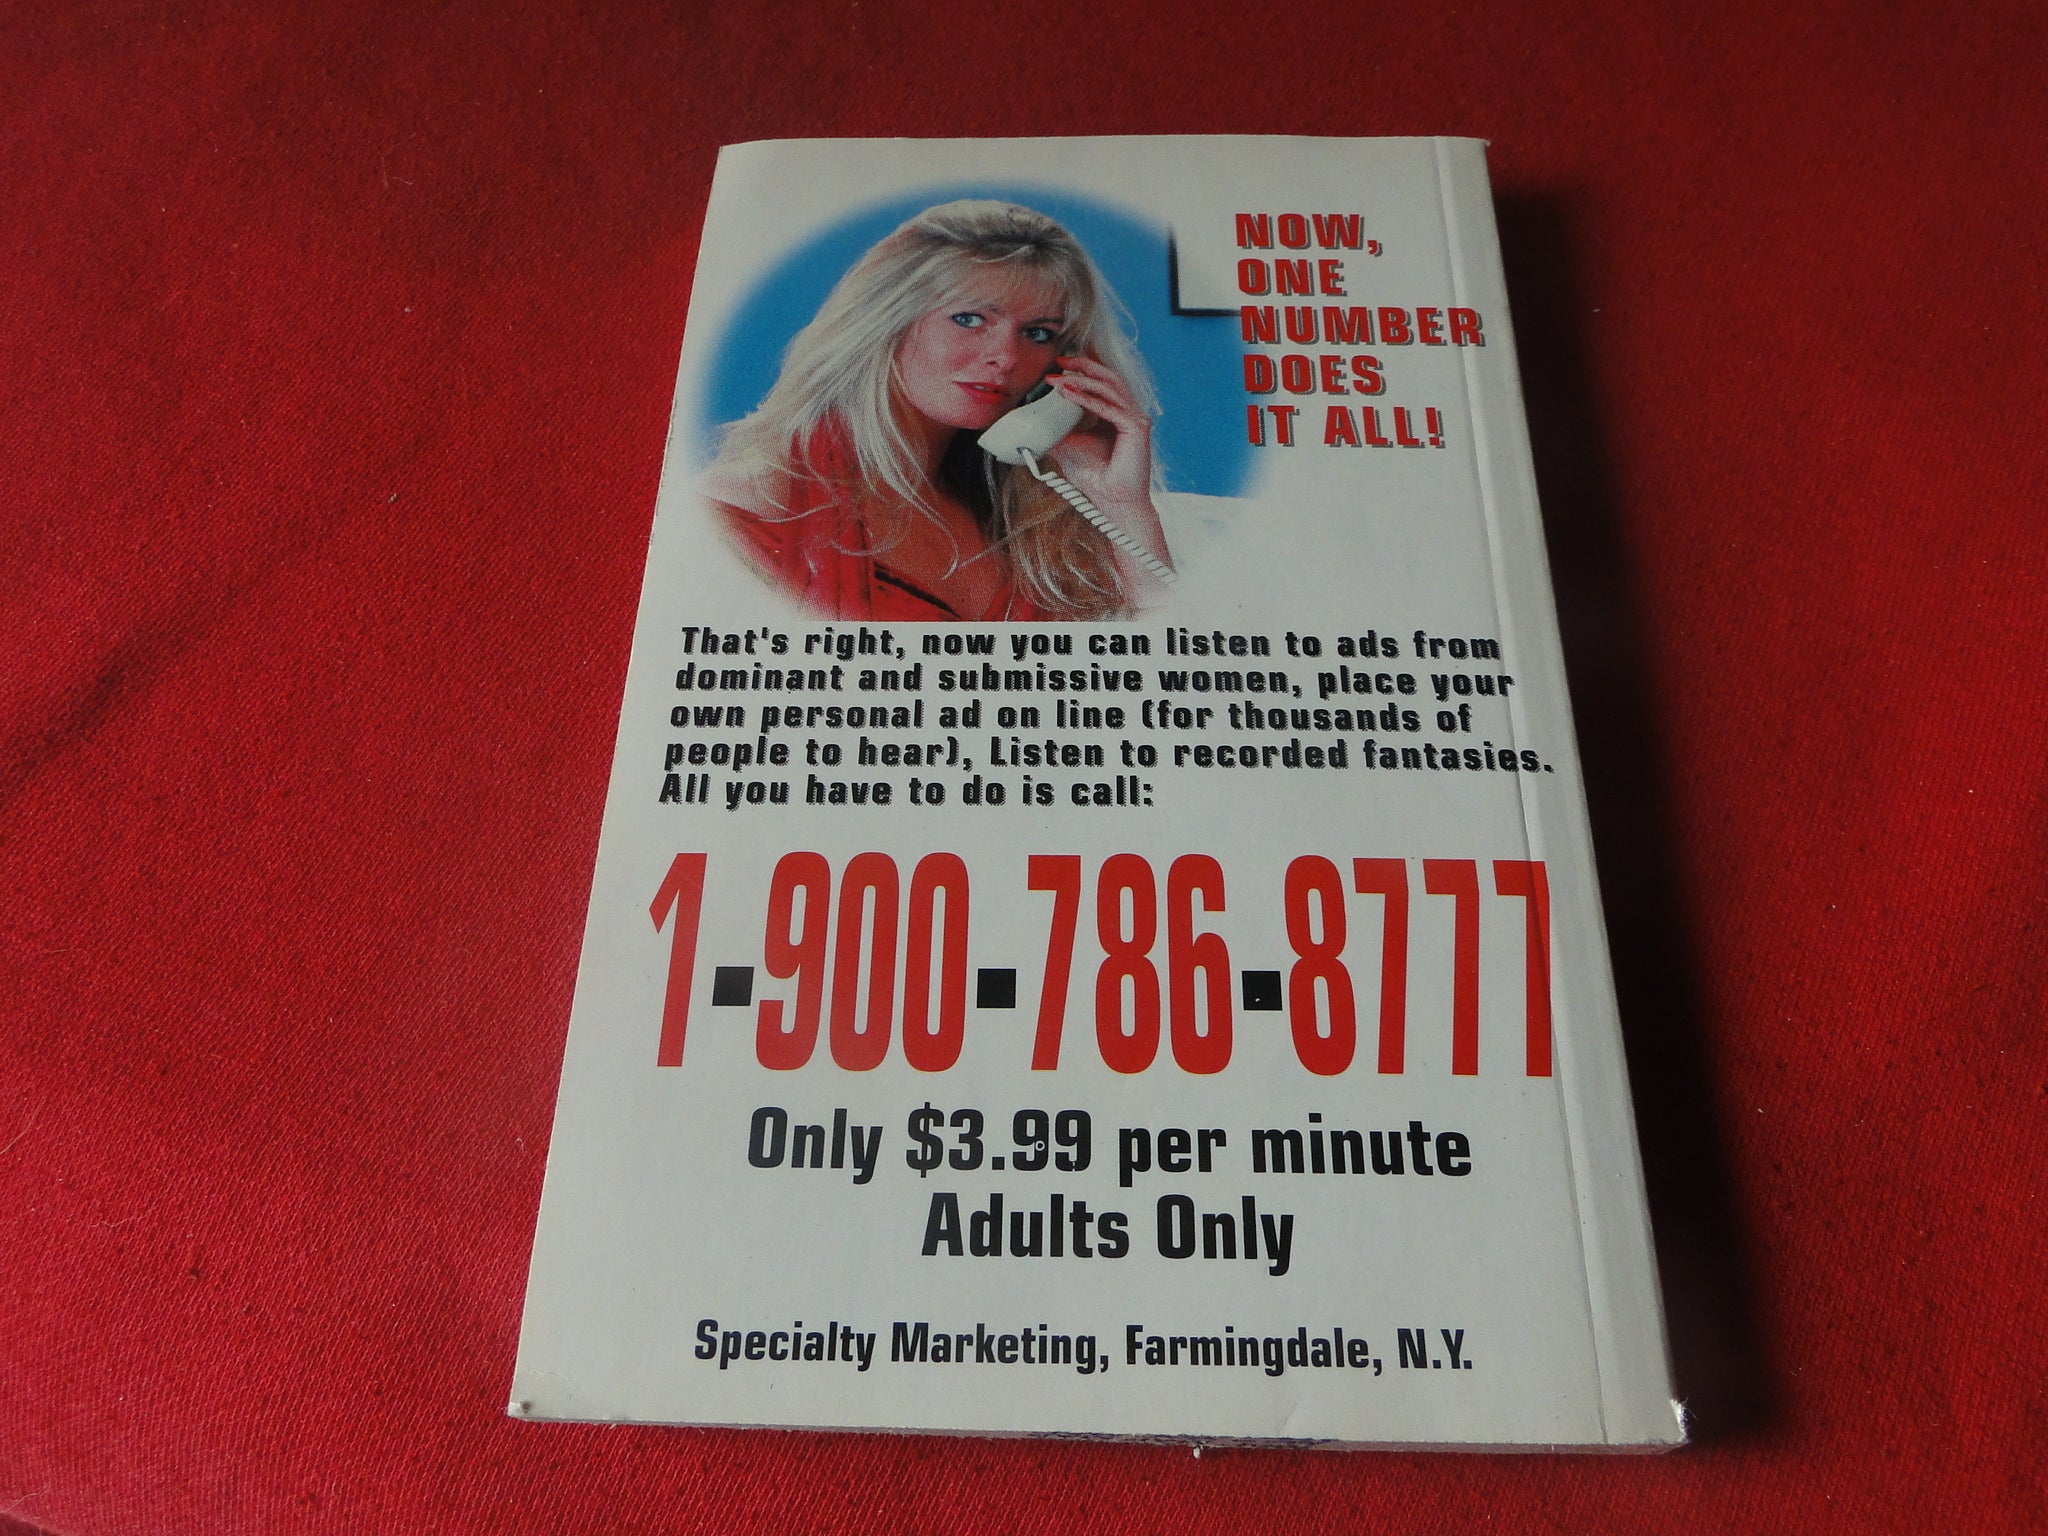 NOW,
ONE
NUMBER
DOES
IT ALL!
That's right, now you can listen to ads from
dominant and submissive women, place your
own personal ad on line (for thousands of
people to hear), Listen to recorded fantasies.
All you have to do is call:
1-900-786-8777
Only $3.99 per minute
Adults Only
Specialty Marketing, Farmingdale, N.Y.